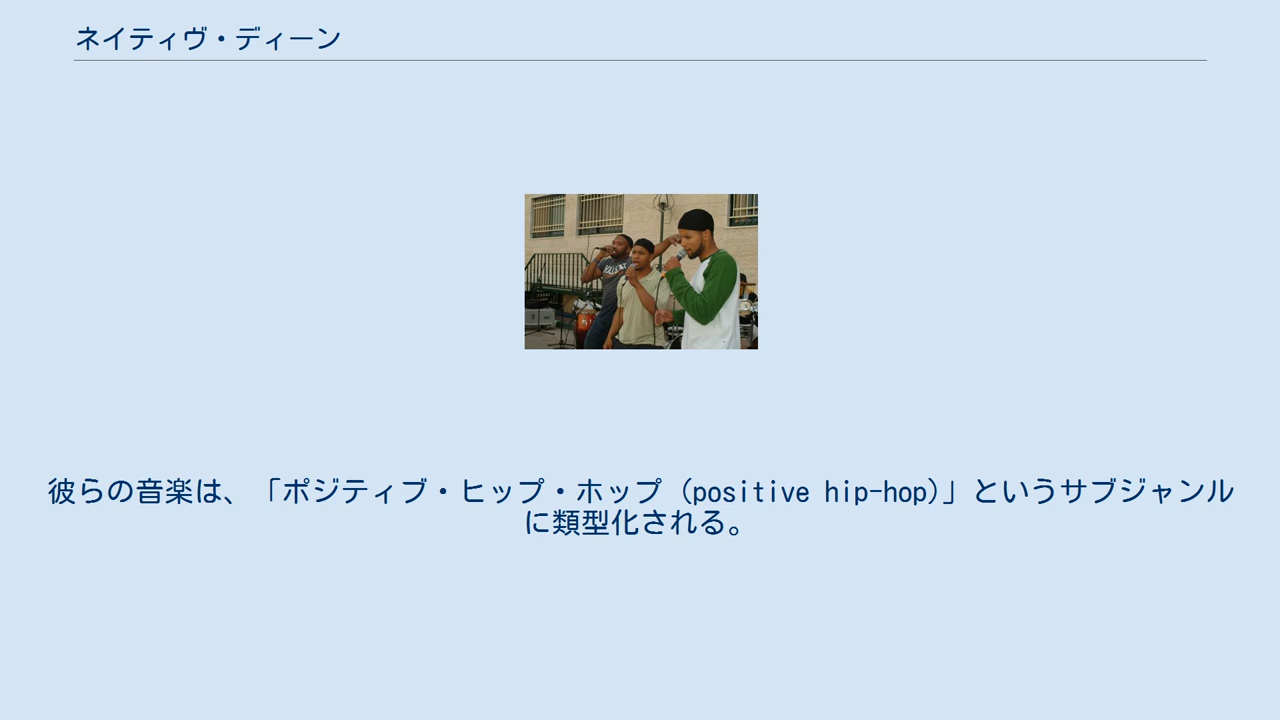 ネイティヴ・ディーン
彼らの音楽は、「ポジティブ・ヒップ・ホップ (positive hip-hop)」というサブジャンル
に類型化される。